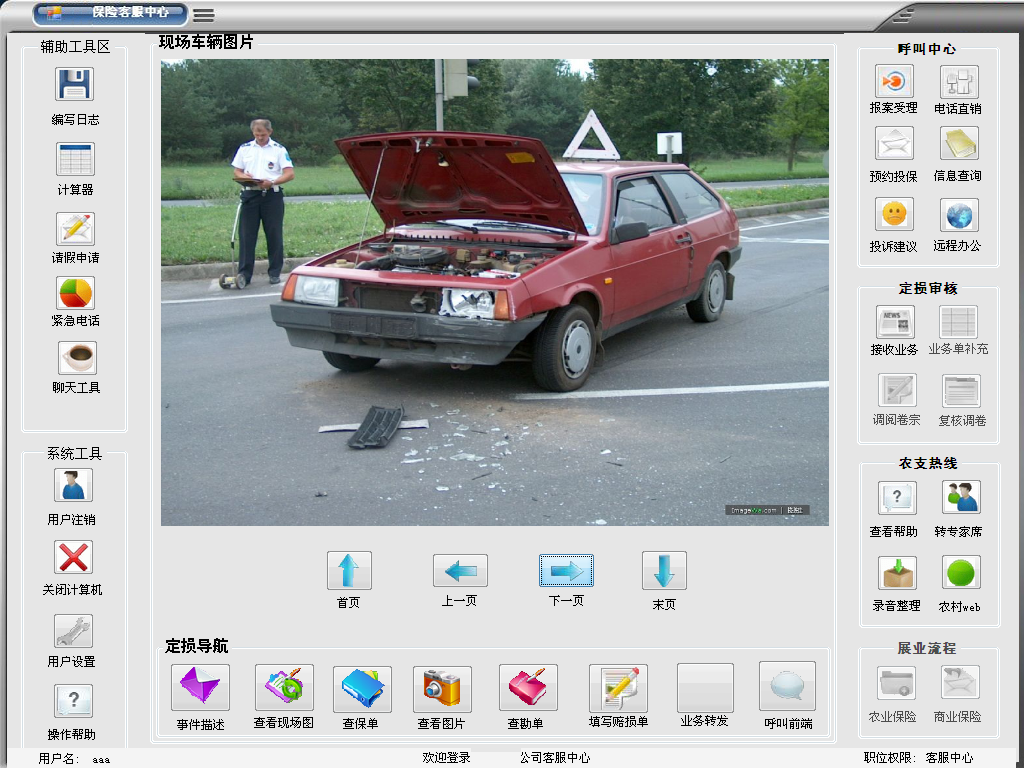 保险客服中心
辅助工具区
编写日志
计算器
请假申请
紧急电话
聊天工具
系统工具
用户注销
关闭计算机
用户设置
?
操作帮助
现场车辆图片
首页
上一页
下一页
末页
定损导航
事件描述
查看现场图
查保单
查看图片
查勘单
填写赔损单
业务转发
呼叫前端
呼叫中心
报案受理
电话直销
预约投保
信息查询
投诉建议
远程办公
定损审核
NEWS
接收业务
业务单补充
调阅卷宗
复核调卷
农支热线
?
查看帮助
转专家席
录音整理
农村web
展业流程
农业保险
商业保险
用户名: aaa
欢迎登录
公司客服中心
职位权限: 客服中心